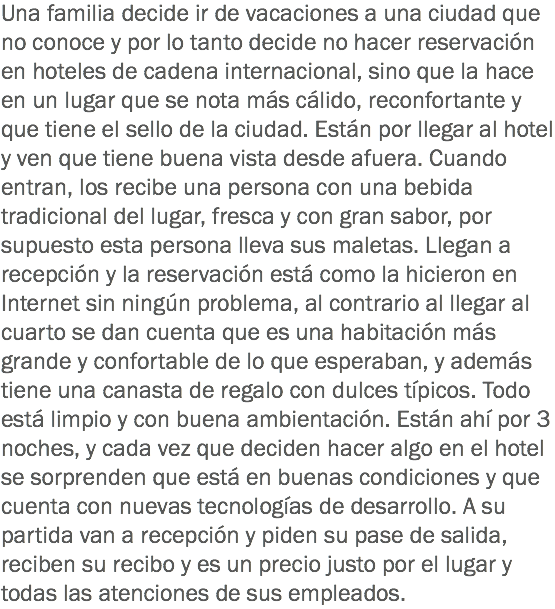 Una familia decide ir de vacaciones a una ciudad que
no conoce y por lo tanto decide no hacer reservación
en hoteles de cadena internacional, sino que la hace
en un lugar que se nota más cálido, reconfortante y
que tiene el sello de la ciudad. Están por llegar al hotel
y ven que tiene buena vista desde afuera. Cuando
entran, los recibe una persona con una bebida
tradicional del lugar, fresca y con gran sabor, por
supuesto esta persona lleva sus maletas. Llegan a
recepción y la reservación está como la hicieron en
Internet sin ningún problema, al contrario al llegar al
cuarto se dan cuenta que es una habitación más
grande y confortable de lo que esperaban, y además
tiene una canasta de regalo con dulces típicos. Todo
está limpio y con buena ambientación. Están ahí por 3
noches, y cada vez que deciden hacer algo en el hotel
se sorprenden que está en buenas condiciones y que
cuenta con nuevas tecnologías de desarrollo. A su
partida van a recepción y piden su pase de salida,
reciben su recibo y es un precio justo por el lugar y
todas las atenciones de sus empleados.